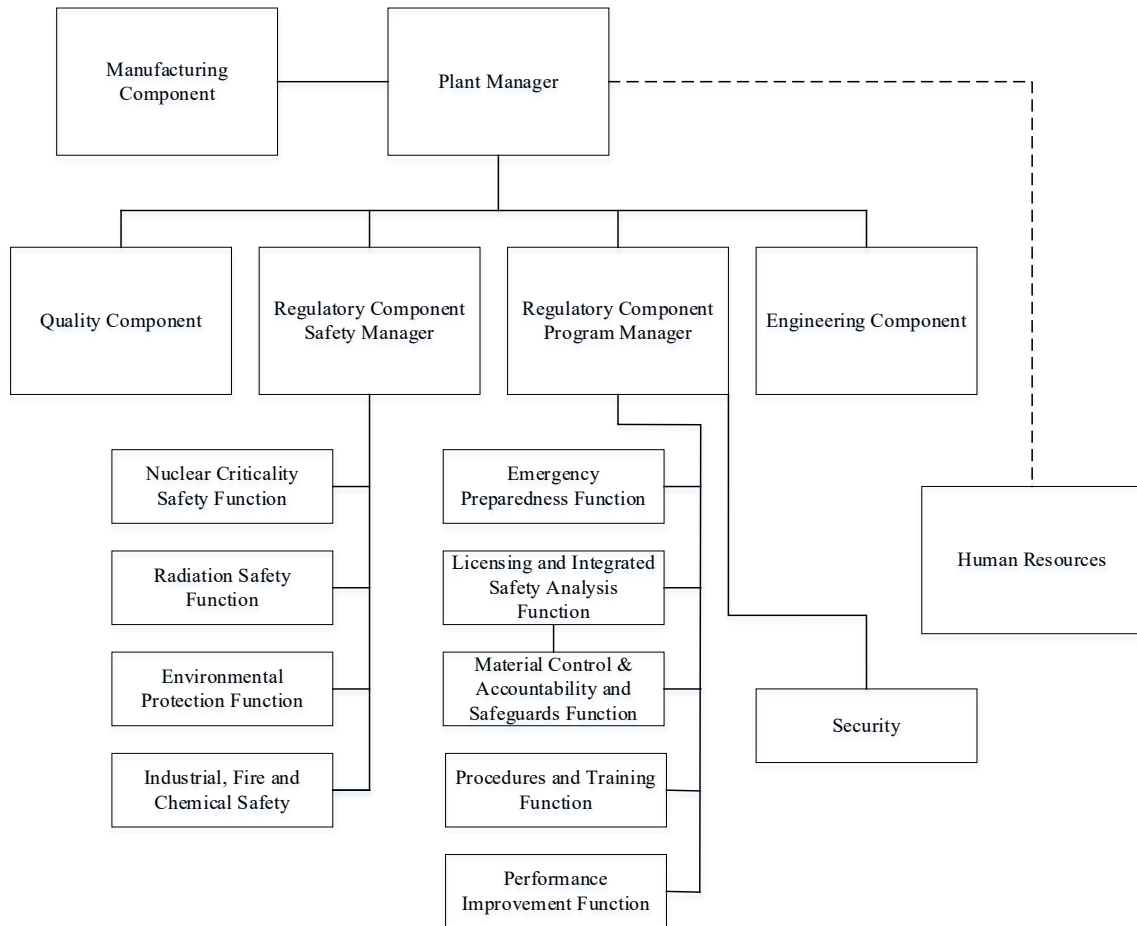 Manufacturing
Component
Plant Manager
Quality Component
Regulatory Component
Safety Manager
Regulatory Component
Program Manager
Engineering Component
Nuclear Criticality
Safety Function
Emergency
Preparedness Function
Human Resources
Radiation Safety
Function
Licensing and Integrated
Safety Analysis
Function
Environmental
Protection Function
Material Control &
Accountability and
Safeguards Function
Security
Industrial, Fire and
Chemical Safety
Procedures and Training
Function
Performance
Improvement Function